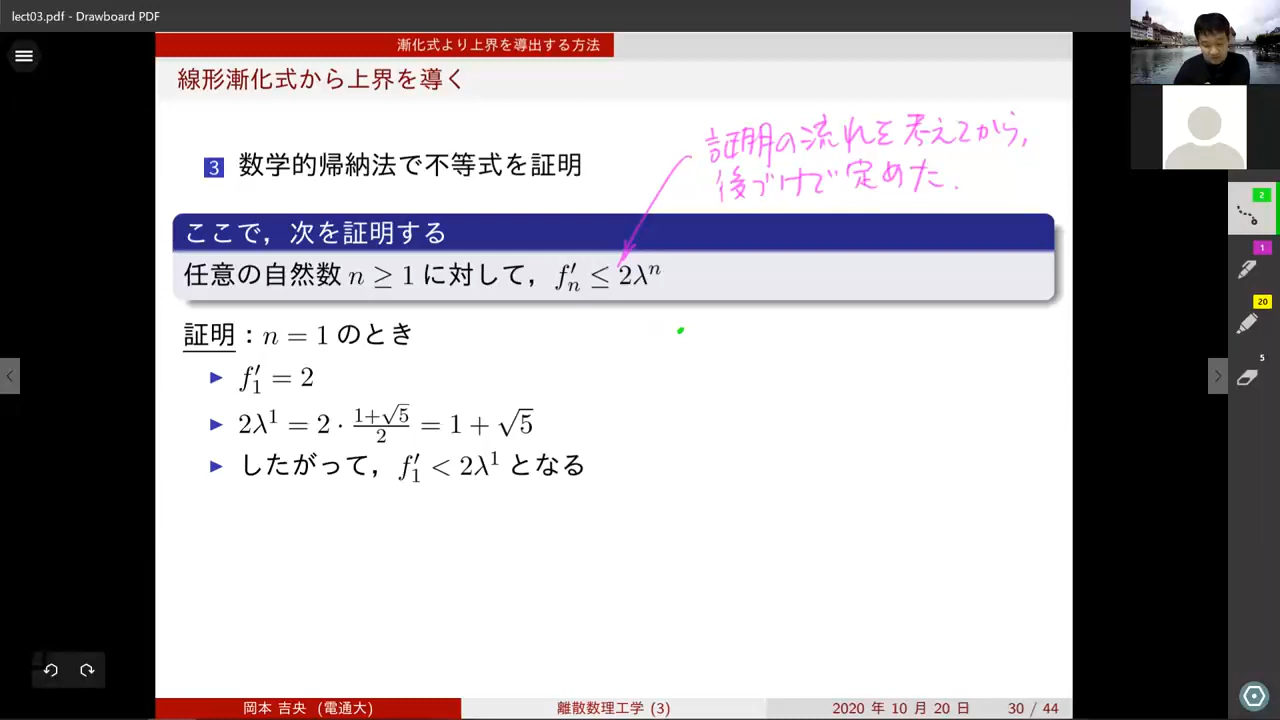 lect03.pdf - Drawboard PDF
漸化式より上界を導出する方法
線形漸化式から上界を導く
証明の流れを考えてから,
後づけで定めた.
3 数学的帰納法で不等式を証明
ここで,次を証明する
任意の自然数 n ≥ 1 に対して,f′ₙ ≤ 2λⁿ
証明:n = 1 のとき
▶ f′₁ = 2
▶ 2λ¹ = 2 · (1+√5)/2 = 1 + √5
▶ したがって,f′₁ < 2λ¹ となる
岡本 吉央 (電通大)
離散数理工学 (3)
2020 年 10 月 20 日
30 / 44
2
1
20
5